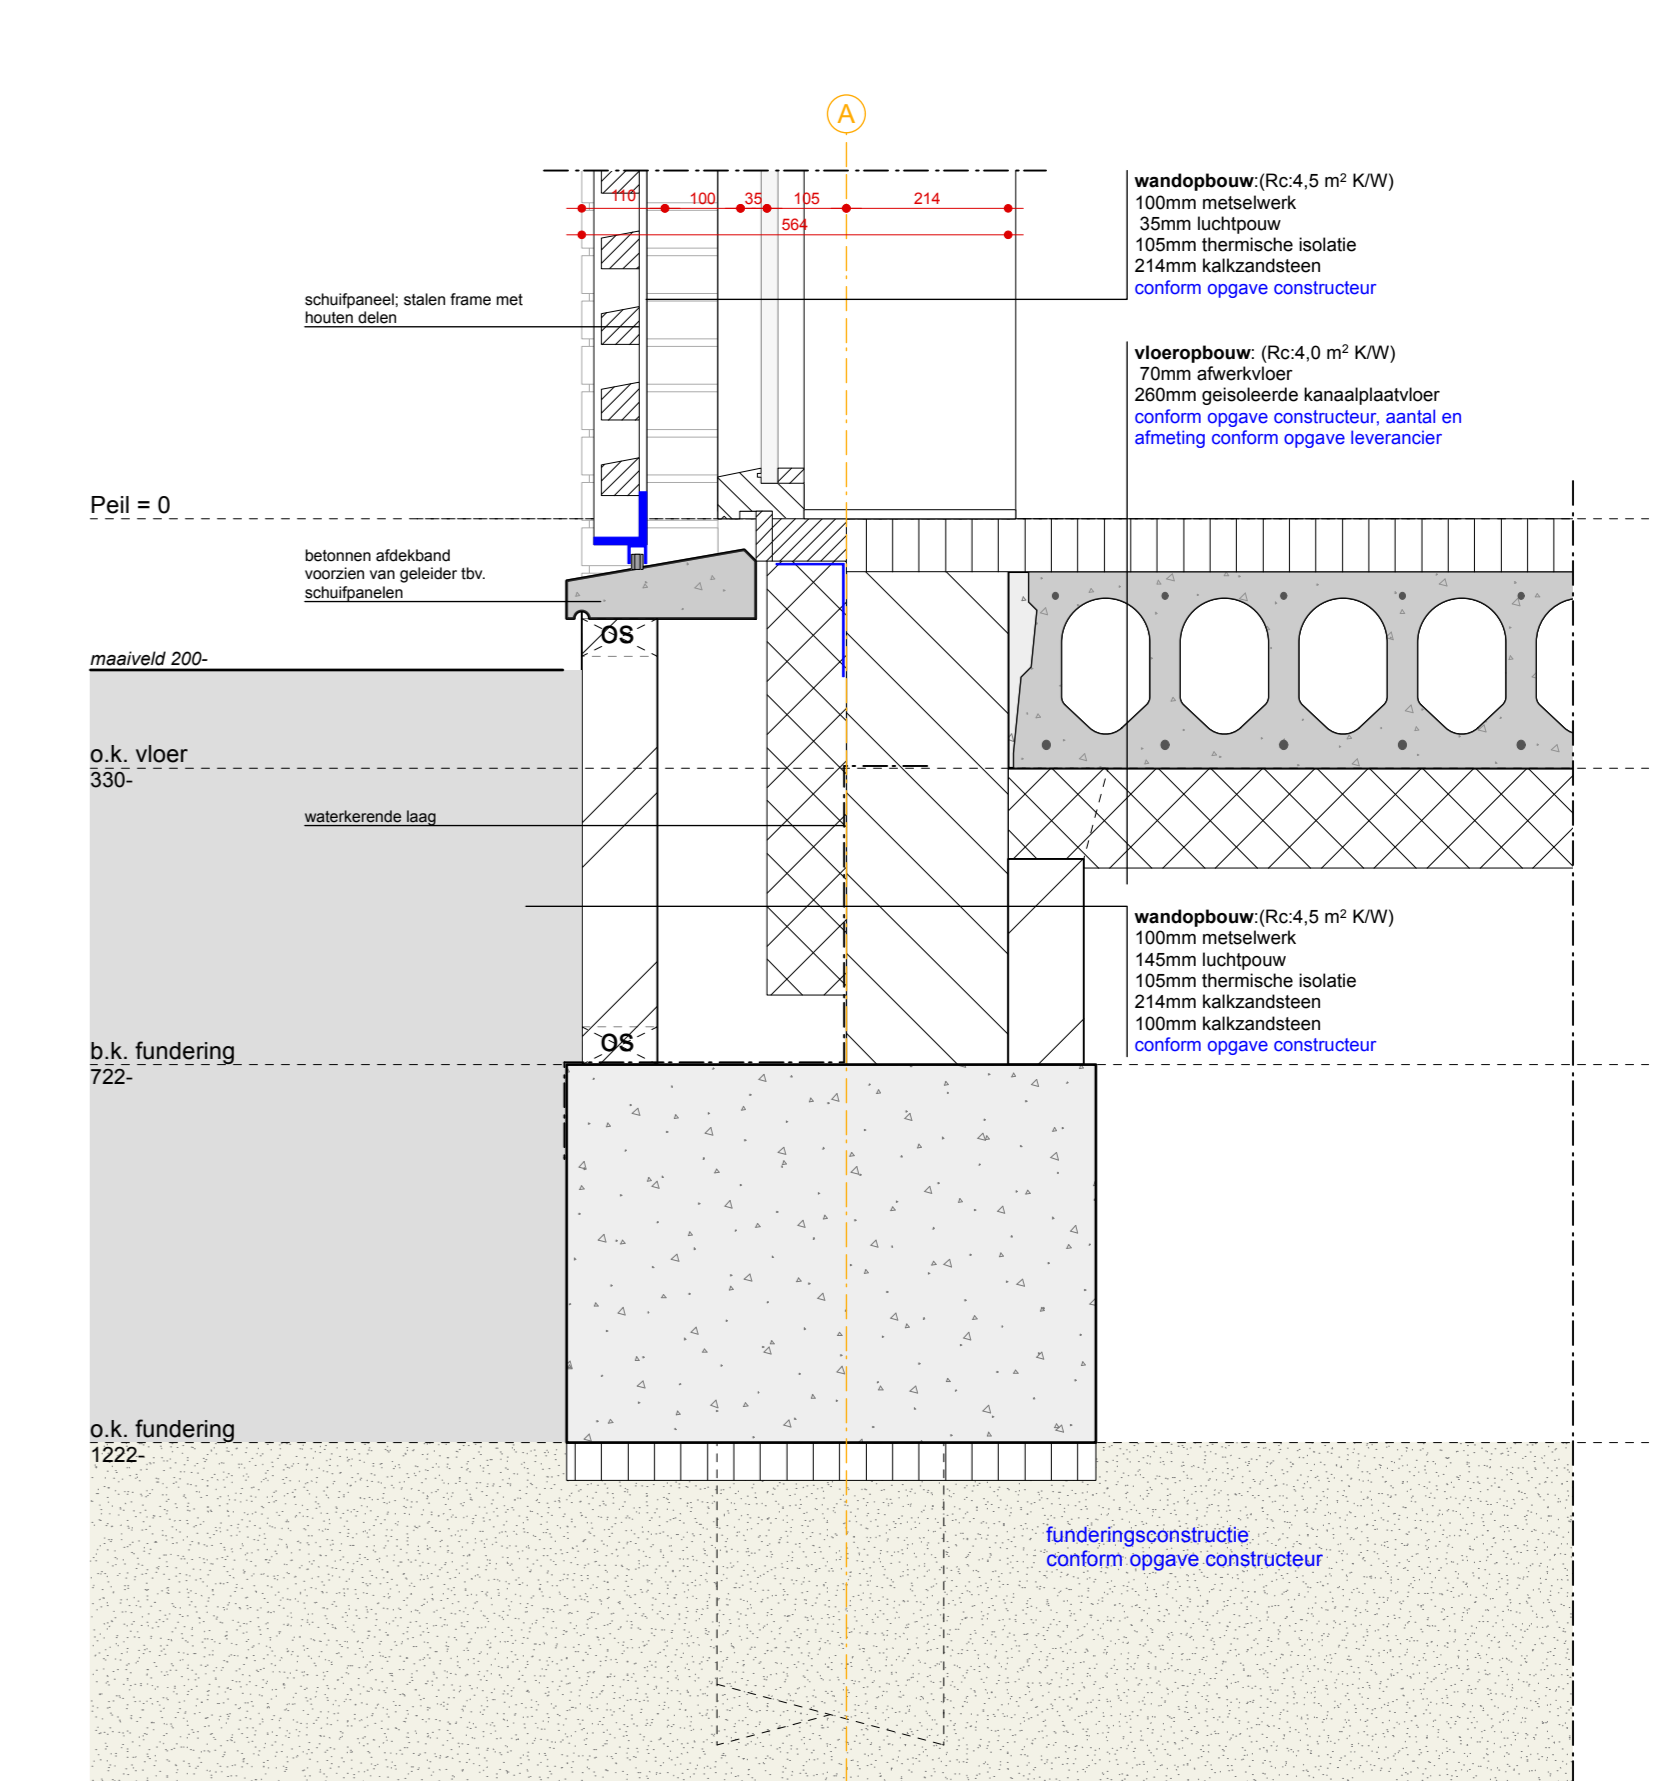 A
110
100
35
105
214
564
wandopbouw:(Rc:4,5 m² K/W)
100mm metselwerk
35mm luchtpouw
105mm thermische isolatie
214mm kalkzandsteen
conform opgave constructeur
schuifpaneel; stalen frame met
houten delen
vloeropbouw: (Rc:4,0 m² K/W)
70mm afwerkvloer
260mm geisoleerde kanaalplaatvloer
conform opgave constructeur, aantal en
afmeting conform opgave leverancier
Peil = 0
betonnen afdekband
voorzien van geleider tbv.
schuifpanelen
OS
maaiveld 200-
o.k. vloer
330-
waterkerende laag
wandopbouw:(Rc:4,5 m² K/W)
100mm metselwerk
145mm luchtpouw
105mm thermische isolatie
214mm kalkzandsteen
100mm kalkzandsteen
conform opgave constructeur
OS
b.k. fundering
722-
o.k. fundering
1222-
funderingsconstructie
conform opgave constructeur